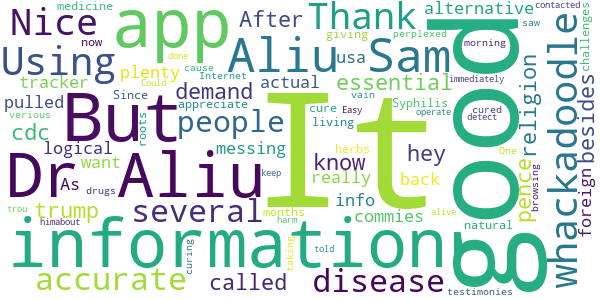 Nice
medicine
app
Thank
alternative
saw
contacted
now
After
giving
perplexed
Using
done
cause
Could
Internet
Aliu
Sam
usa
morning
immediately
challenges
tracker
plenty
actual
essential
Since
appreciate
demand
vain
Easy
cure
Syphilis
operate
cured
detect
pulled
cdc
verious
logical
roots
But
people
messing
living
herbs
know
hey
It
good
religion
besides
whackadoodle
One
want
As
drugs
Dr Aliu
really
back
info
commies
months
harm
natural
pence
browsing
foreign
trump
several
himabout
keep
alive
trou
information
curing
taking
told
accurate
called
disease
testimonies